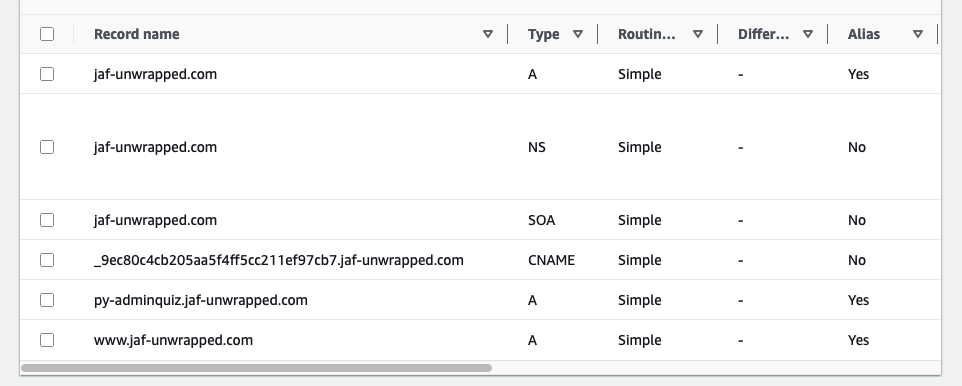 Record name Type Routin... Differ... Alias
jaf-unwrapped.com A Simple - Yes
jaf-unwrapped.com NS Simple - No
jaf-unwrapped.com SOA Simple - No
_9ec80c4cb205aa5f4ff5cc211ef97cb7.jaf-unwrapped.com CNAME Simple - No
py-adminquiz.jaf-unwrapped.com A Simple - Yes
www.jaf-unwrapped.com A Simple - Yes